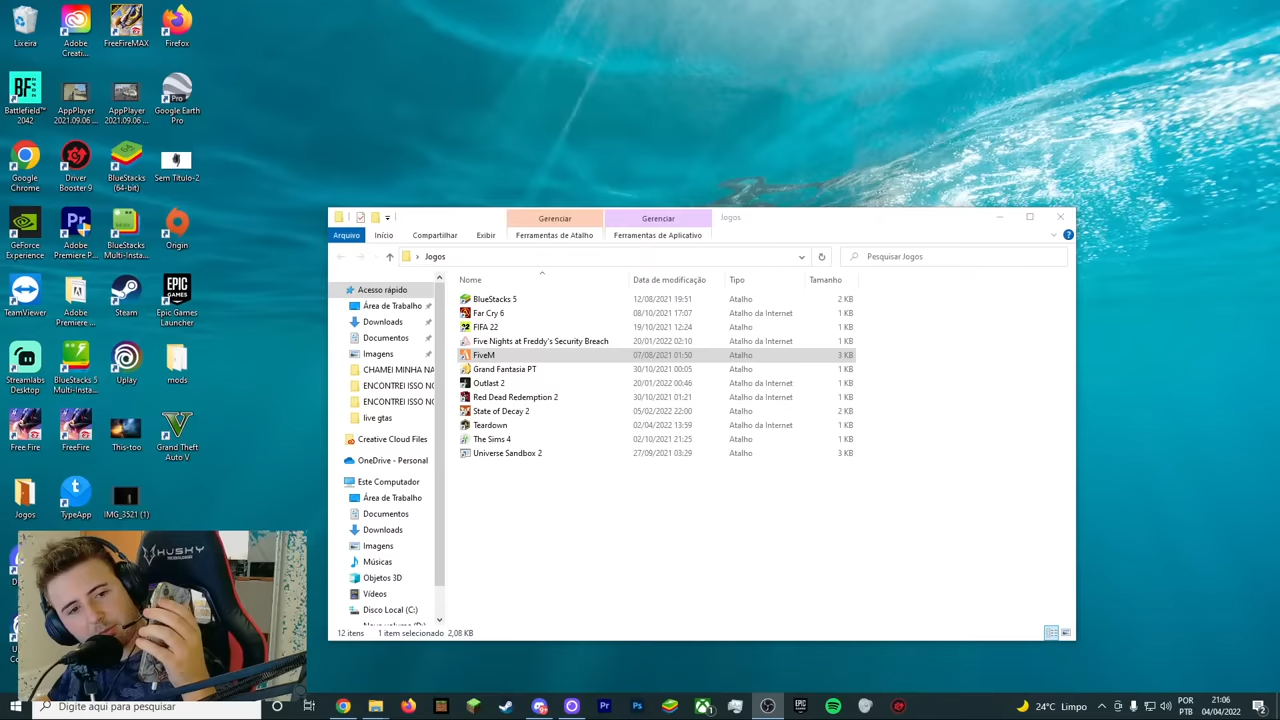 Lixeira
Adobe Creati...
FreeFireMAX
Firefox
Battlefield™ 2042
AppPlayer 2021.09.06 ...
AppPlayer 2021.09.06 ...
Google Earth Pro
Google Chrome
Driver Booster 9
BlueStacks (64-bit)
Sem Título-2
GeForce Experience
Adobe Premiere P...
BlueStacks Multi-Insta...
Origin
TeamViewer
Adobe Premiere ...
Steam
Epic Games Launcher
Streamlabs Desktop
BlueStacks 5 Multi-Insta...
Uplay
mods
Free Fire
FreeFire
This-too
Grand Theft Auto V
Jogos
TypeApp
IMG_3521 (1)
Gerenciar Gerenciar Jogos
Arquivo Início Compartilhar Exibir Ferramentas de Atalho Ferramentas de Aplicativo
Jogos Pesquisar Jogos
Nome Data de modificação Tipo Tamanho
BlueStacks 5 12/08/2021 19:51 Atalho 2 KB
Far Cry 6 08/10/2021 17:07 Atalho da Internet 1 KB
FIFA 22 19/10/2021 12:24 Atalho 1 KB
Five Nights at Freddy's Security Breach 20/01/2022 02:10 Atalho da Internet 1 KB
FiveM 07/08/2021 01:50 Atalho 3 KB
Grand Fantasia PT 30/10/2021 00:05 Atalho 1 KB
Outlast 2 20/01/2022 00:46 Atalho da Internet 1 KB
Red Dead Redemption 2 30/10/2021 01:21 Atalho da Internet 1 KB
State of Decay 2 05/02/2022 22:00 Atalho 2 KB
Teardown 02/04/2022 13:59 Atalho da Internet 1 KB
The Sims 4 02/10/2021 21:25 Atalho 1 KB
Universe Sandbox 2 27/09/2021 03:29 Atalho 3 KB
Acesso rápido
Área de Trabalho
Downloads
Documentos
Imagens
CHAMEI MINHA NA
ENCONTREI ISSO NO
ENCONTREI ISSO NO
live gtas
Creative Cloud Files
OneDrive - Personal
Este Computador
Área de Trabalho
Documentos
Downloads
Imagens
Músicas
Objetos 3D
Vídeos
Disco Local (C:)
12 itens 1 item selecionado 2,08 KB
HUSKY
Digite aqui para pesquisar
24°C Limpo
POR
PTB
21:06
04/04/2022